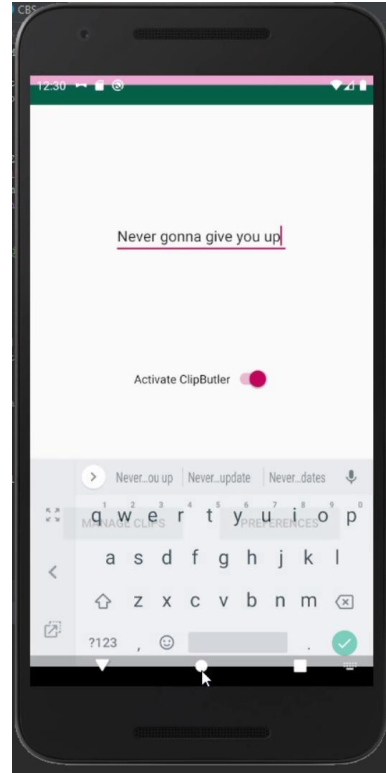 CBS
12:30
Never gonna give you up
Activate ClipButler
Never...ou up Never...update Never...dates
MANAGE CLIPS PREFERENCES
1 2 3 4 5 6 7 8 9 0
q w e r t y u i o p
a s d f g h j k l
z x c v b n m
?123 , .